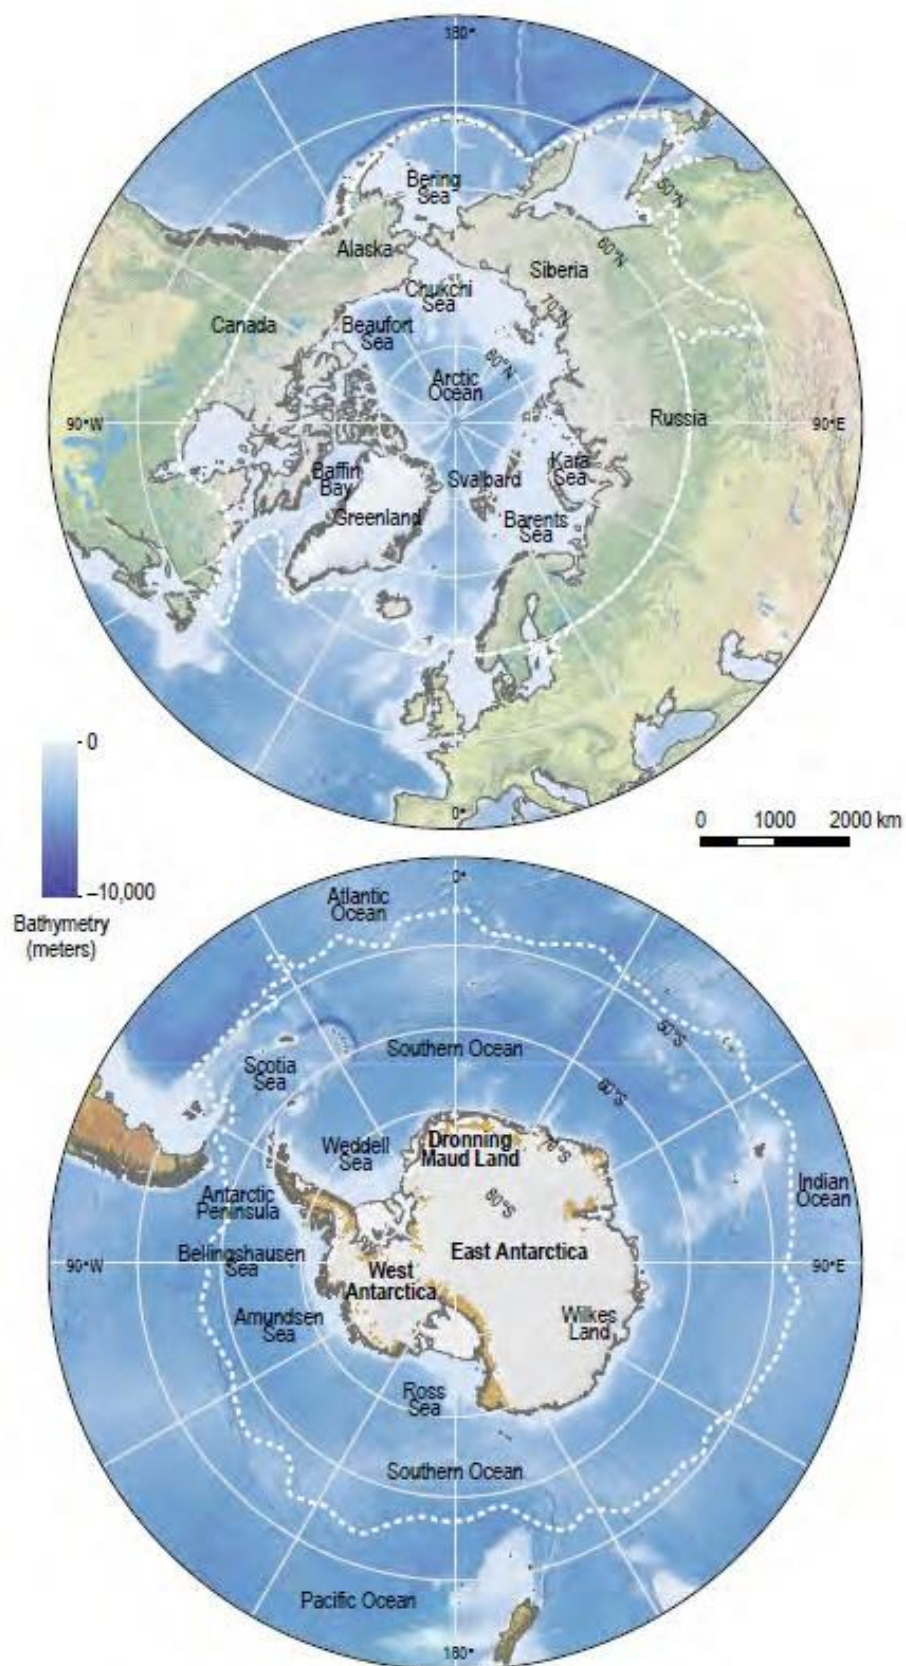 180°
Bering
Sea
50°N
Alaska
60°N
Siberia
Chukchi
Sea
70°N
Canada
Beaufort
Sea
80°N
Arctic
Ocean
90°W
Russia
90°E
Baffin
Bay
Svalbard
Kara
Sea
Greenland
Barents
Sea
0°
0
–10,000
Bathymetry
(meters)
0 1000 2000 km
0°
Atlantic
Ocean
50°S
Southern Ocean
Scotia
Sea
60°S
Weddell
Sea
Dronning
Maud Land
70°S
Antarctic
Peninsula
80°S
Indian
Ocean
Bellingshausen
Sea
East Antarctica
90°W
90°E
West
Antarctica
Amundsen
Sea
Wilkes
Land
Ross
Sea
Southern Ocean
Pacific Ocean
180°